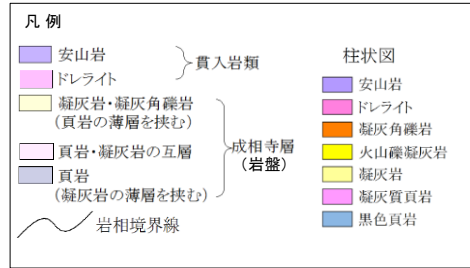 凡 例
安山岩
ドレライト
貫入岩類
凝灰岩・凝灰角礫岩
(頁岩の薄層を挟む)
頁岩・凝灰岩の互層
頁岩
(凝灰岩の薄層を挟む)
成相寺層
(岩盤)
岩相境界線
柱状図
安山岩
ドレライト
凝灰角礫岩
火山礫凝灰岩
凝灰岩
凝灰質頁岩
黒色頁岩